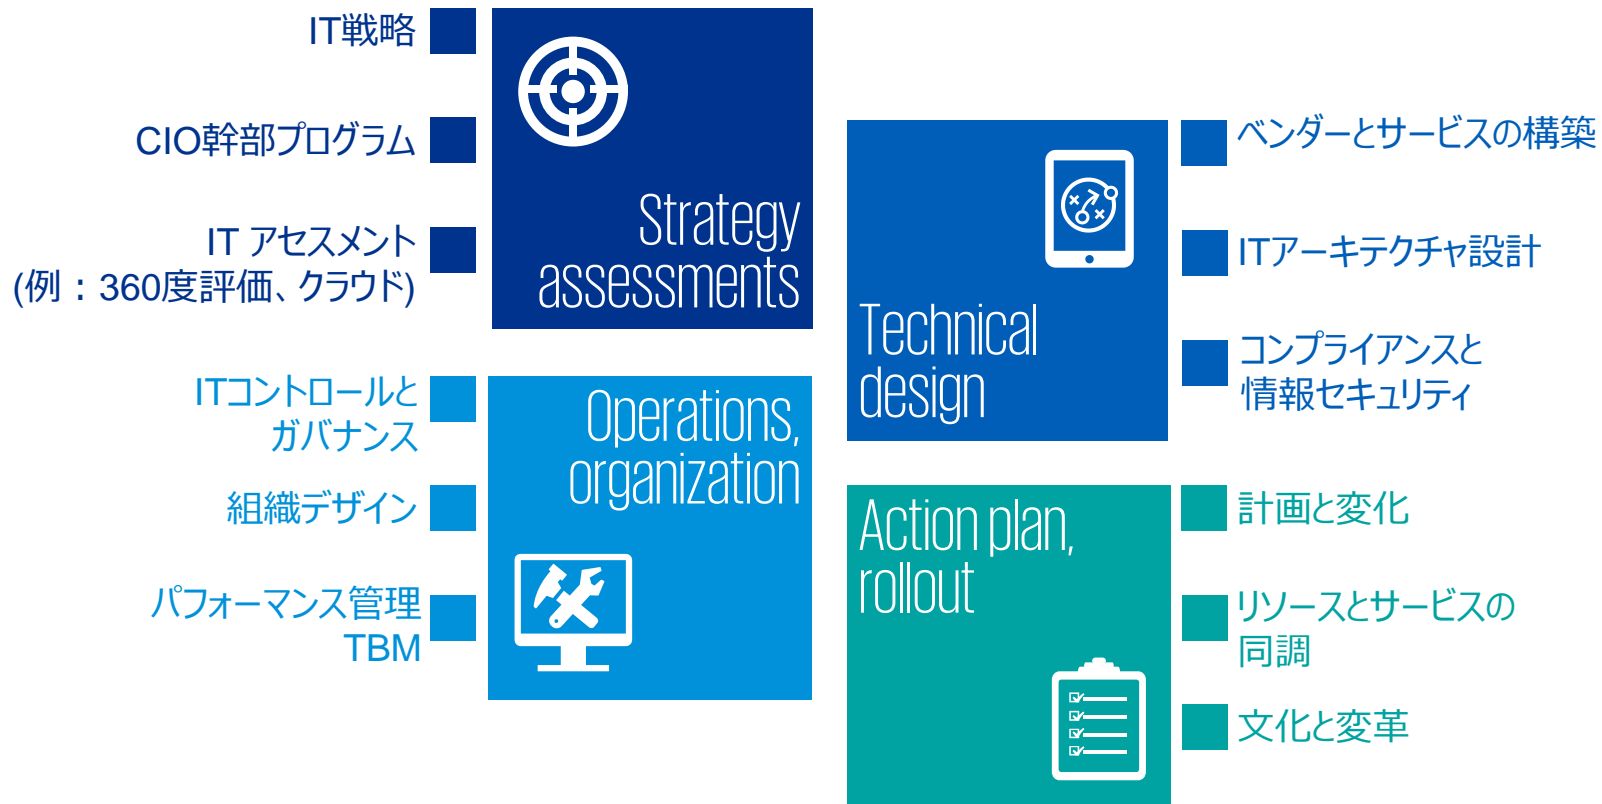 IT戦略
CIO幹部プログラム
IT アセスメント
(例：360度評価、クラウド)
Strategy
assessments
ベンダーとサービスの構築
ITアーキテクチャ設計
コンプライアンスと
情報セキュリティ
Technical
design
ITコントロールと
ガバナンス
組織デザイン
パフォーマンス管理
TBM
Operations,
organization
Action plan,
rollout
計画と変化
リソースとサービスの
同調
文化と変革